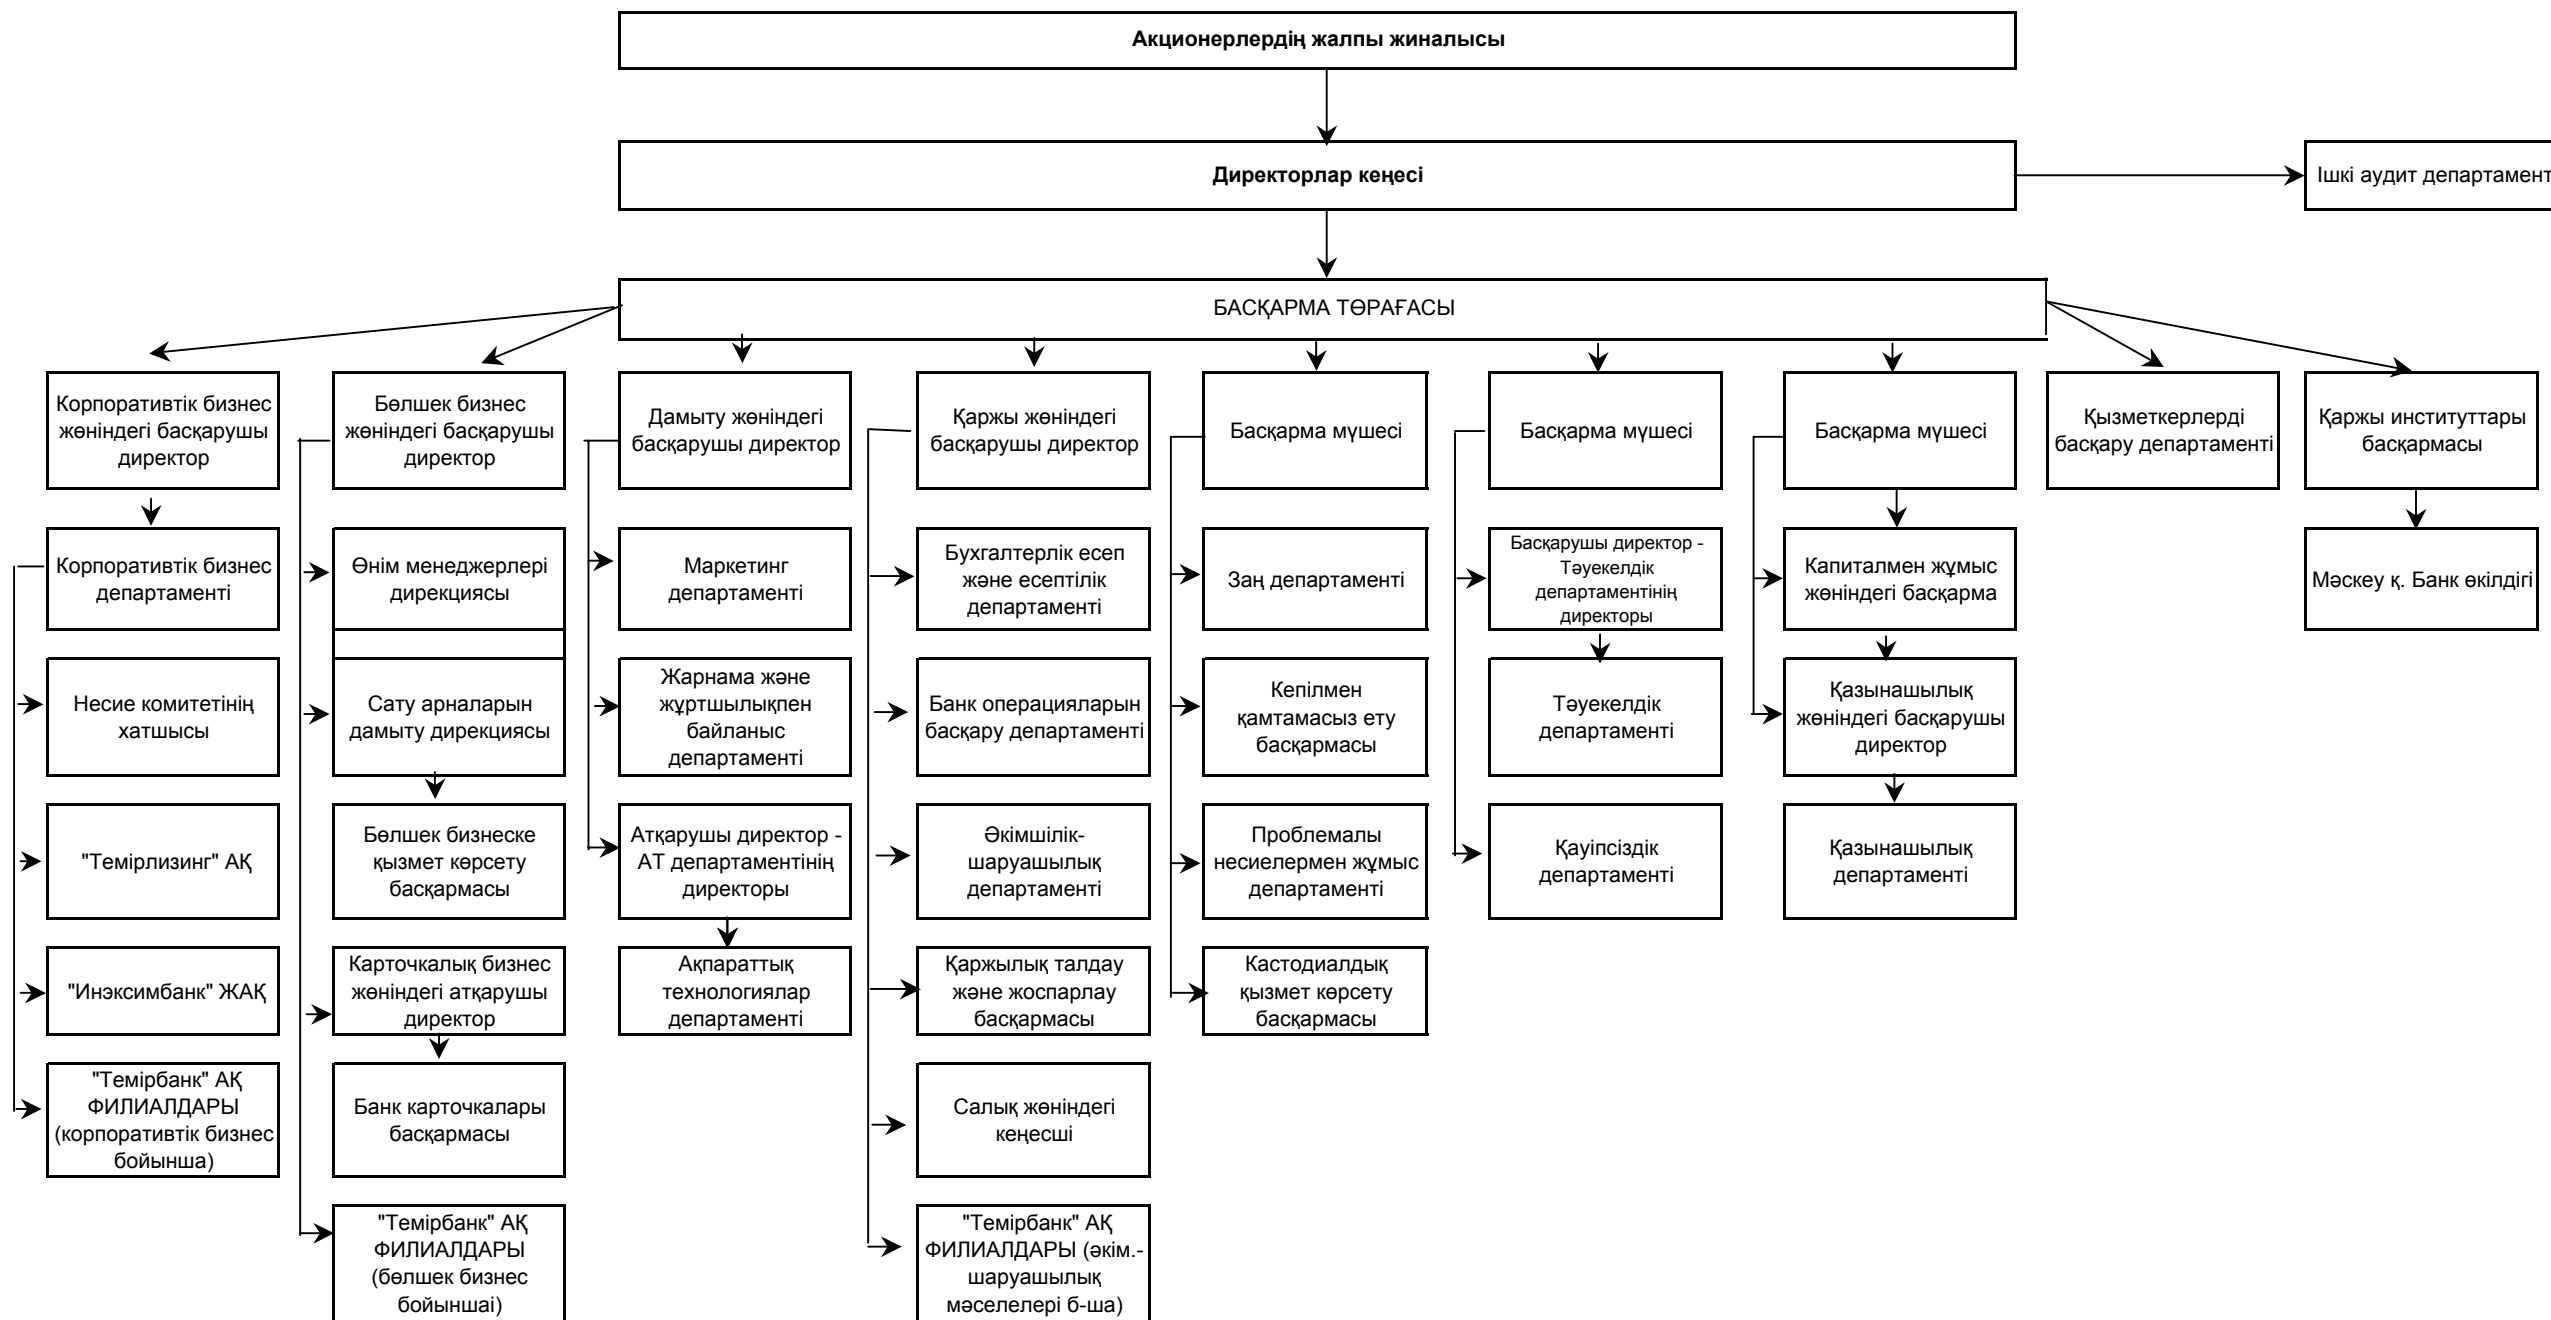 Акционерлердің жалпы жиналысы
Директорлар кеңесі
Ішкі аудит департамент
БАСҚАРМА ТӨРАҒАСЫ
Корпоративтік бизнес
жөніндегі басқарушы
директор
Бөлшек бизнес
жөніндегі басқарушы
директор
Дамыту жөніндегі
басқарушы директор
Қаржы жөніндегі
басқарушы директор
Басқарма мүшесі
Басқарма мүшесі
Басқарма мүшесі
Қызметкерлерді
басқару департаменті
Қаржы институттары
басқармасы
Корпоративтік бизнес
департаменті
Өнім менеджерлері
дирекциясы
Маркетинг
департаменті
Бухгалтерлік есеп
және есептілік
департаменті
Заң департаменті
Басқарушы директор -
Тәуекелдік
департаментінің
директоры
Капиталмен жұмыс
жөніндегі басқарма
Мәскеу қ. Банк өкілдігі
Несие комитетінің
хатшысы
Сату арналарын
дамыту дирекциясы
Жарнама және
жұртшылықпен
байланыс
департаменті
Банк операцияларын
басқару департаменті
Кепілмен
қамтамасыз ету
басқармасы
Тәуекелдік
департаменті
Қазынашылық
жөніндегі басқарушы
директор
"Темірлизинг" АҚ
Бөлшек бизнеске
қызмет көрсету
басқармасы
Атқарушы директор -
АТ департаментінің
директоры
Әкімшілік-
шаруашылық
департаменті
Проблемалы
несиелермен жұмыс
департаменті
Қауіпсіздік
департаменті
Қазынашылық
департаменті
"Инэксимбанк" ЖАҚ
Карточкалық бизнес
жөніндегі атқарушы
директор
Ақпараттық
технологиялар
департаменті
Қаржылық талдау
және жоспарлау
басқармасы
Кастодиалдық
қызмет көрсету
басқармасы
"Темірбанк" АҚ
ФИЛИАЛДАРЫ
(корпоративтік бизнес
бойынша)
Банк карточкалары
басқармасы
Салық жөніндегі
кеңесші
"Темірбанк" АҚ
ФИЛИАЛДАРЫ
(бөлшек бизнес
бойыншаі)
"Темірбанк" АҚ
ФИЛИАЛДАРЫ (әкім.-
шаруашылық
мәселелері б-ша)